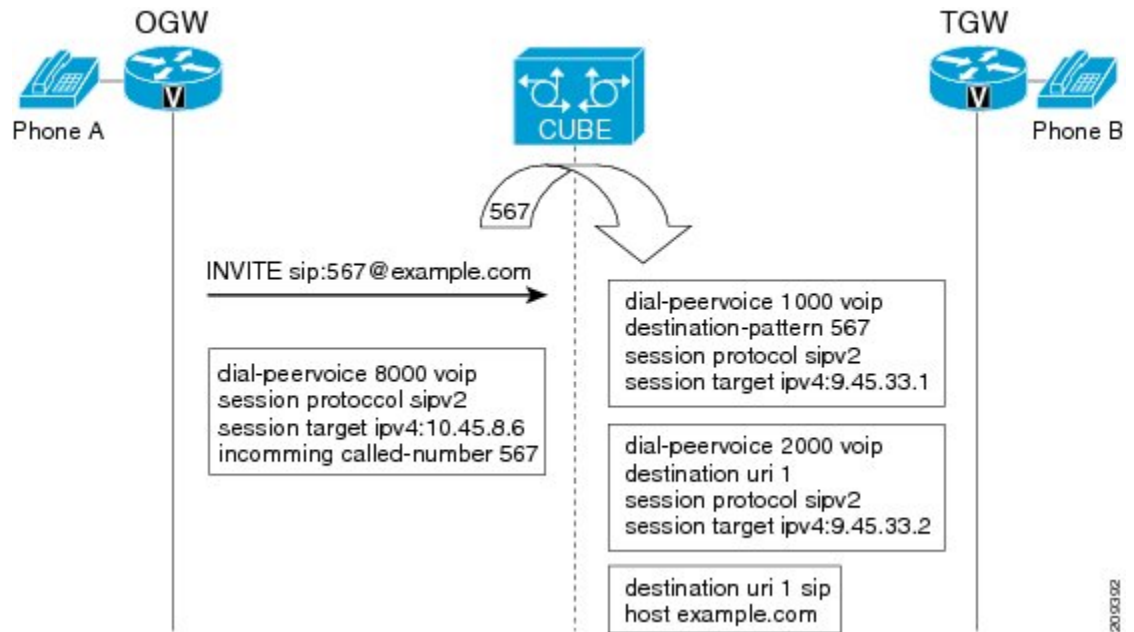 OGW
TGW
V
V
Phone A
CUBE
Phone B
567
INVITE sip:567@example.com
dial-peervoice 8000 voip
session protoccol sipv2
session target ipv4:10.45.8.6
incomming called-number 567
dial-peervoice 1000 voip
destination-pattern 567
session protocol sipv2
session target ipv4:9.45.33.1
dial-peervoice 2000 voip
destination uri 1
session protocol sipv2
session target ipv4:9.45.33.2
destination uri 1 sip
host example.com
209392